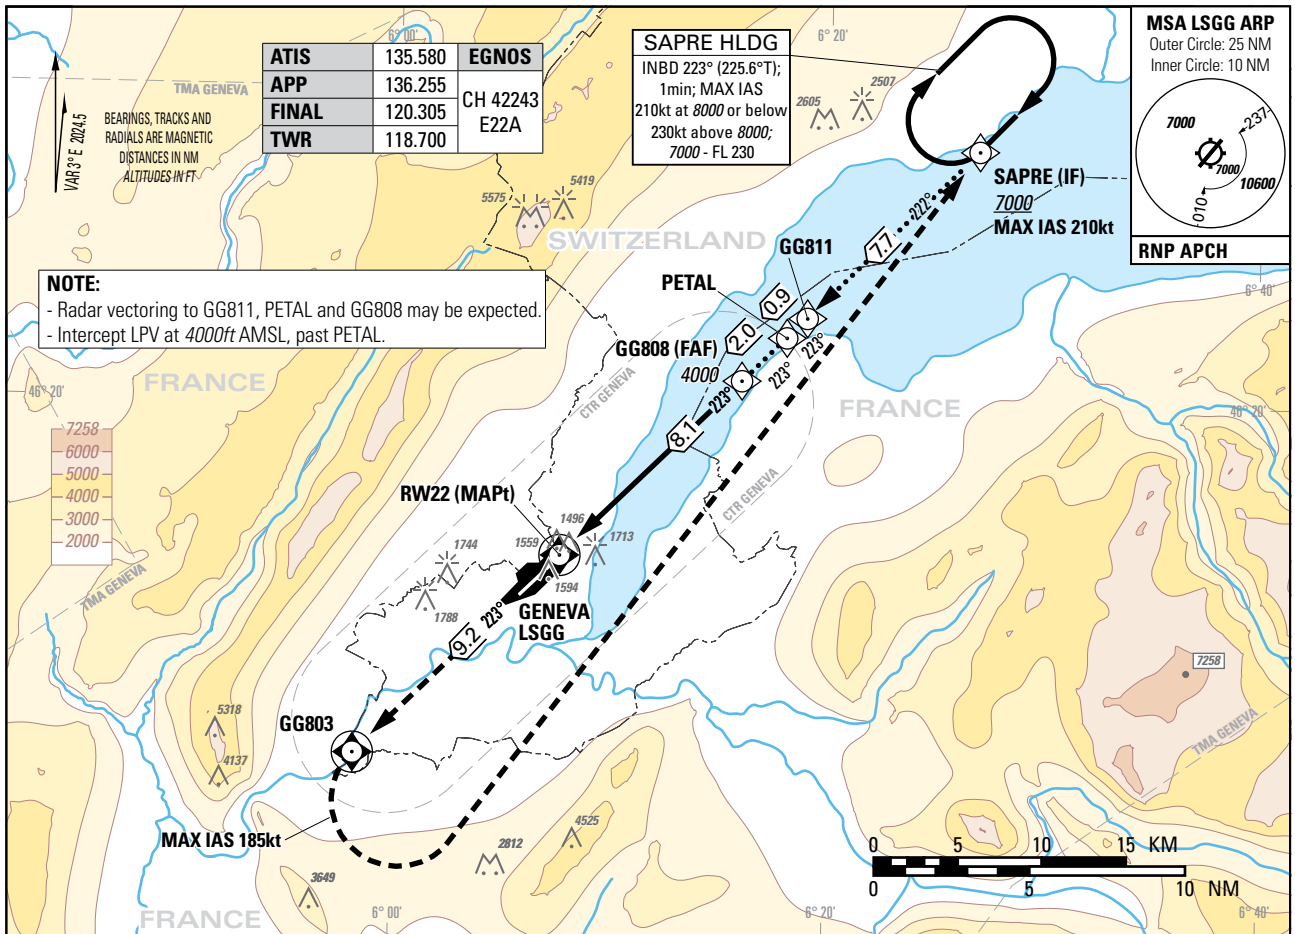 6° 00'
6° 20'
MSA LSGG ARP
Outer Circle: 25 NM
Inner Circle: 10 NM
7000
237
7000
10600
010
RNP APCH
ATIS 135.580 EGNOS
APP 136.255
CH 42243
E22A
FINAL 120.305
TWR 118.700
SAPRE HLDG
INBD 223° (225.6°T);
1min; MAX IAS
210kt at 8000 or below
230kt above 8000;
7000 - FL 230
TMA GENEVA
VAR 3° E 2024.5
BEARINGS, TRACKS AND
RADIALS ARE MAGNETIC
DISTANCES IN NM
ALTITUDES IN FT
2507
2605
5575
5419
SWITZERLAND
SAPRE (IF)
7000
MAX IAS 210kt
222°
7.7
GG811
PETAL
0.9
2.0
223°
223°
6° 40'
NOTE:
- Radar vectoring to GG811, PETAL and GG808 may be expected.
- Intercept LPV at 4000ft AMSL, past PETAL.
GG808 (FAF)
4000
223°
8.1
46° 20'
FRANCE
CTR GENEVA
FRANCE
46° 20'
7258
6000
5000
4000
3000
2000
CTR GENEVA
RW22 (MAPt)
1496
1559
1713
1744
1594
1788
GENEVA
LSGG
223°
9.2
TMA GENEVA
7258
TMA GENEVA
GG803
5318
4137
MAX IAS 185kt
4525
2812
3649
0 5 10 15 KM
0 5 10 NM
FRANCE
6° 00'
6° 20'
6° 40'